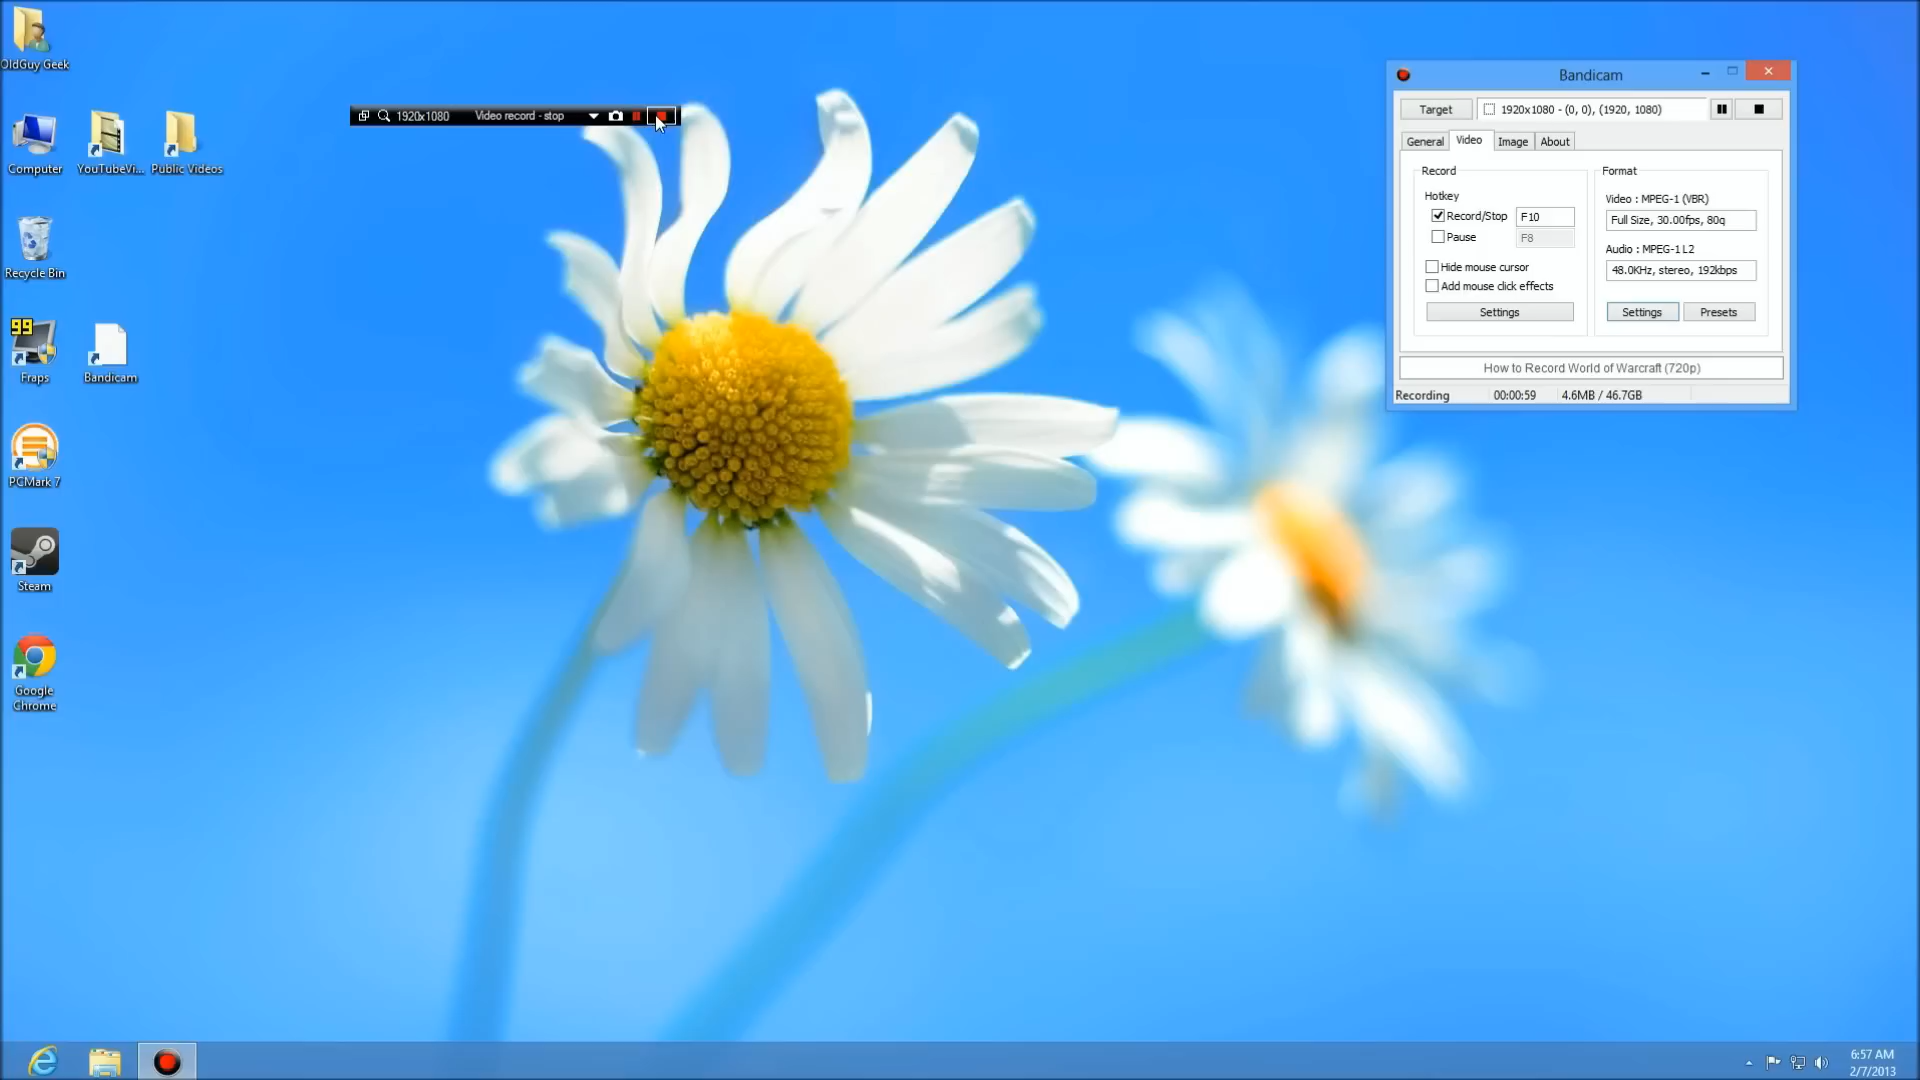 OldGuy Geek
Computer
YouTubeVi...
Public Videos
Recycle Bin
99
Fraps
Bandicam
PCMark 7
Steam
Google
Chrome
1920x1080
Video record - stop
Bandicam
Target
1920x1080 - (0, 0), (1920, 1080)
General
Video
Image
About
Record
Hotkey
Record/Stop
F10
Pause
F8
Hide mouse cursor
Add mouse click effects
Settings
Format
Video : MPEG-1 (VBR)
Full Size, 30.00fps, 80q
Audio : MPEG-1 L2
48.0KHz, stereo, 192kbps
Settings
Presets
How to Record World of Warcraft (720p)
Recording
00:00:59
4.6MB / 46.7GB
6:57 AM
2/7/2013